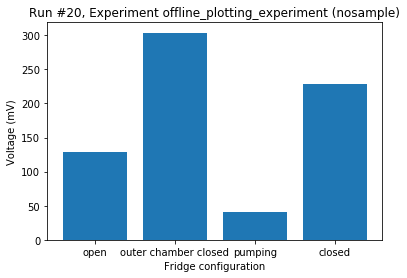 Run #20, Experiment offline_plotting_experiment (nosample)
300
250
200
150
100
50
0
Voltage (mV)
open outer chamber closed pumping closed
Fridge configuration